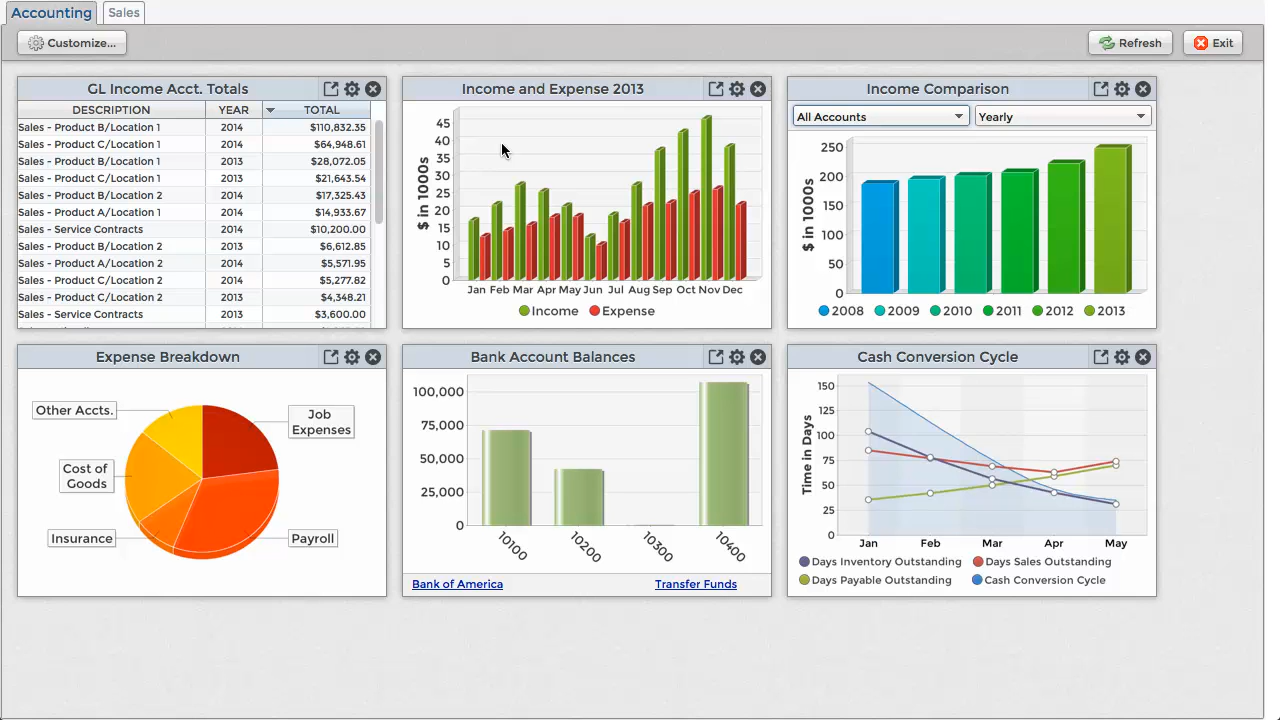 Accounting
Sales
Customize...
Refresh
Exit
GL Income Acct. Totals
DESCRIPTION YEAR TOTAL
Sales - Product B/Location 1 2014 $110,832.35
Sales - Product C/Location 1 2014 $64,948.61
Sales - Product B/Location 1 2013 $28,072.05
Sales - Product C/Location 1 2013 $21,643.54
Sales - Product B/Location 2 2014 $17,325.43
Sales - Product A/Location 1 2014 $14,933.67
Sales - Service Contracts 2014 $10,200.00
Sales - Product B/Location 2 2013 $6,612.85
Sales - Product A/Location 2 2014 $5,571.95
Sales - Product C/Location 2 2014 $5,277.82
Sales - Product C/Location 2 2013 $4,348.21
Sales - Service Contracts 2013 $3,600.00
Income and Expense 2013
$ in 1000s
45
40
35
30
25
20
15
10
5
0
Jan Feb Mar Apr May Jun Jul Aug Sep Oct Nov Dec
Income Expense
Income Comparison
All Accounts
Yearly
$ in 1000s
250
200
150
100
50
0
2008 2009 2010 2011 2012 2013
Expense Breakdown
Other Accts.
Job
Expenses
Cost of
Goods
Insurance
Payroll
Bank Account Balances
100,000
75,000
50,000
25,000
0
10100 10200 10300 10400
Bank of America
Transfer Funds
Cash Conversion Cycle
Time in Days
150
125
100
75
50
25
0
Jan Feb Mar Apr May
Days Inventory Outstanding Days Sales Outstanding
Days Payable Outstanding Cash Conversion Cycle